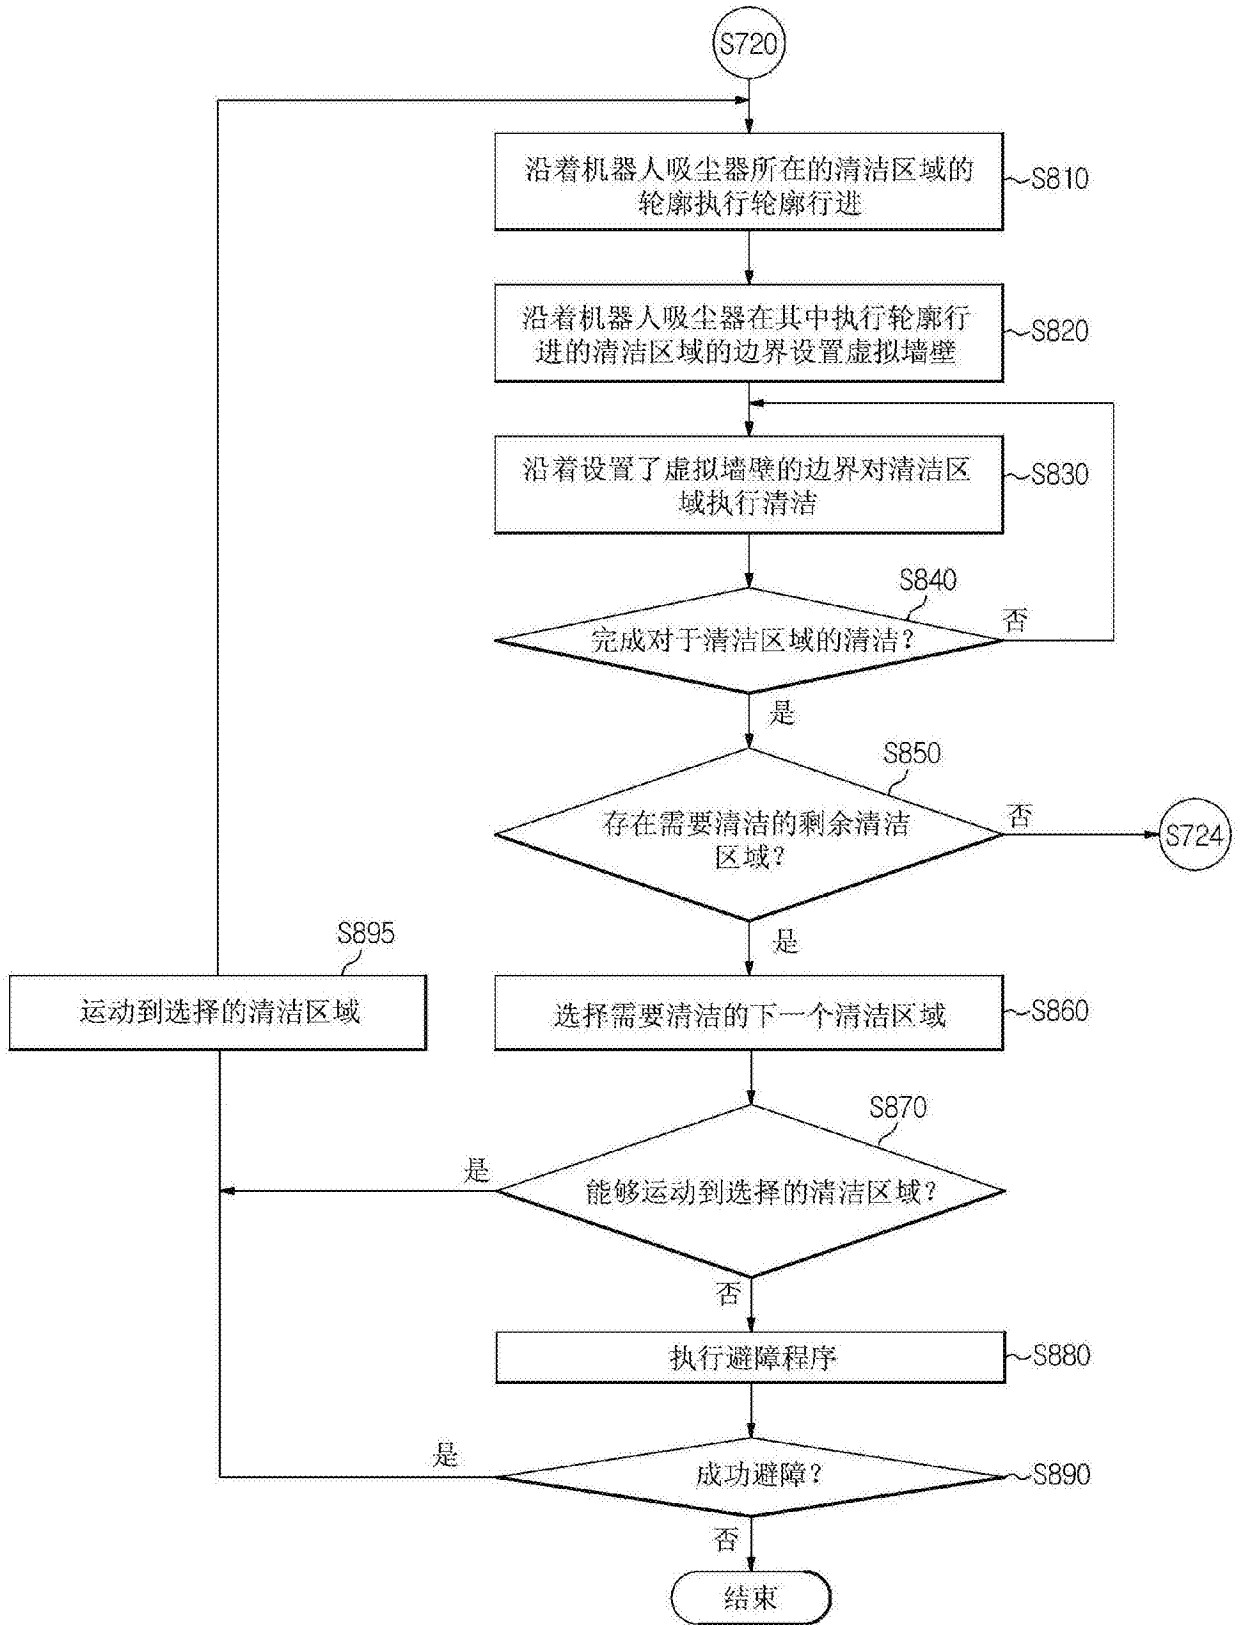 S720
沿着机器人吸尘器所在的清洁区域的
轮廓执行轮廓行进
S810
沿着机器人吸尘器在其中执行轮廓行
进的清洁区域的边界设置虚拟墙壁
S820
沿着设置了虚拟墙壁的边界对清洁区
域执行清洁
S830
S840
完成对于清洁区域的清洁?
否
是
S850
存在需要清洁的剩余清洁
区域?
否
S724
是
S895
运动到选择的清洁区域
选择需要清洁的下一个清洁区域
S860
S870
能够运动到选择的清洁区域?
是
否
执行避障程序
S880
成功避障?
是
S890
否
结束